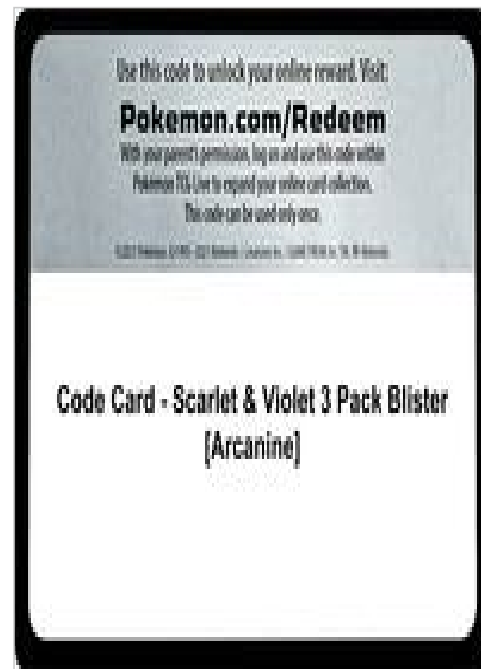 Use this code to unlock your online reward. Visit:
Pokemon.com/Redeem
With your parent's permission, log on and use this code within
Pokémon TCG Live to expand your online card collection.
This code can be used only once.
Code Card - Scarlet & Violet 3 Pack Blister
[Arcanine]